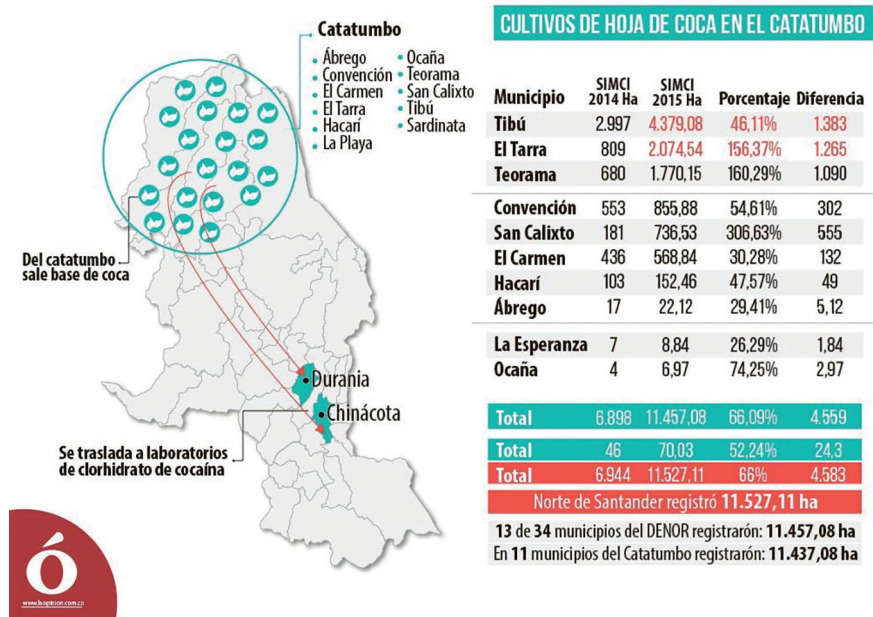 Catatumbo
Ábrego
Convención
El Carmen
El Tarra
Hacarí
La Playa
Ocaña
Teorama
San Calixto
Tibú
Sardinata
Del catatumbo
sale base de coca
Durania
Chinácota
Se traslada a laboratorios
de clorhidrato de cocaína
Ó
www.laopinion.com.co
CULTIVOS DE HOJA DE COCA EN EL CATATUMBO
Municipio SIMCI 2014 Ha SIMCI 2015 Ha Porcentaje Diferencia
Tibú 2.997 4.379,08 46,11% 1.383
El Tarra 809 2.074,54 156,37% 1.265
Teorama 680 1.770,15 160,29% 1.090
Convención 553 855,88 54,61% 302
San Calixto 181 736,53 306,63% 555
El Carmen 436 568,84 30,28% 132
Hacarí 103 152,46 47,57% 49
Ábrego 17 22,12 29,41% 5,12
La Esperanza 7 8,84 26,29% 1,84
Ocaña 4 6,97 74,25% 2,97
Total 6.898 11.457,08 66,09% 4.559
Total 46 70,03 52,24% 24,3
Total 6.944 11.527,11 66% 4.583
Norte de Santander registró 11.527,11 ha
13 de 34 municipios del DENOR registrarón: 11.457,08 ha
En 11 municipios del Catatumbo registrarón: 11.437,08 ha